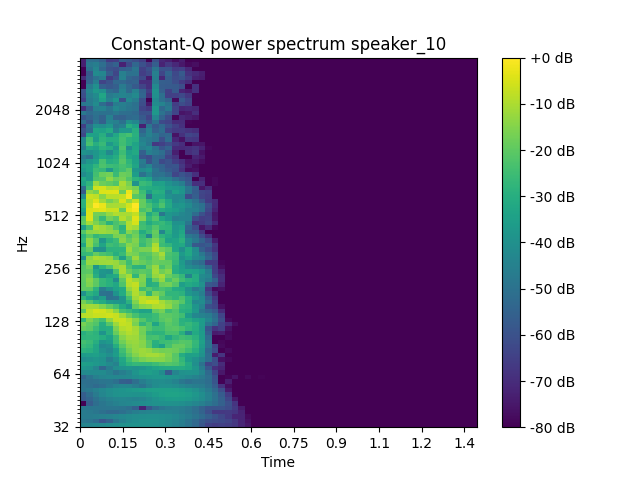 Constant-Q power spectrum speaker_10
Hz
2048
1024
512
256
128
64
32
0 0.15 0.3 0.45 0.6 0.75 0.9 1.1 1.2 1.4
Time
+0 dB
-10 dB
-20 dB
-30 dB
-40 dB
-50 dB
-60 dB
-70 dB
-80 dB